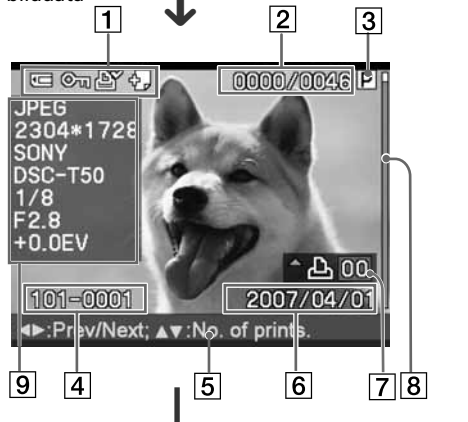 bilddata
1
2
3
0000/0046
P
JPEG
2304*1728
SONY
DSC-T50
1/8
F2.8
+0.0EV
00
101-0001
2007/04/01
◄►:Prev/Next; ▲▼:No. of prints.
9
4
5
6
7
8